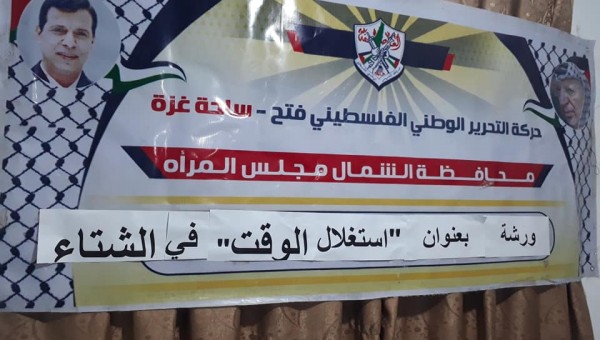 حركة التحرير الوطني الفلسطيني فتح - ساحة غزة
محافظة الشمال مجلس المرأه
ورشة بعنوان "استغلال الوقت" في الشتاء